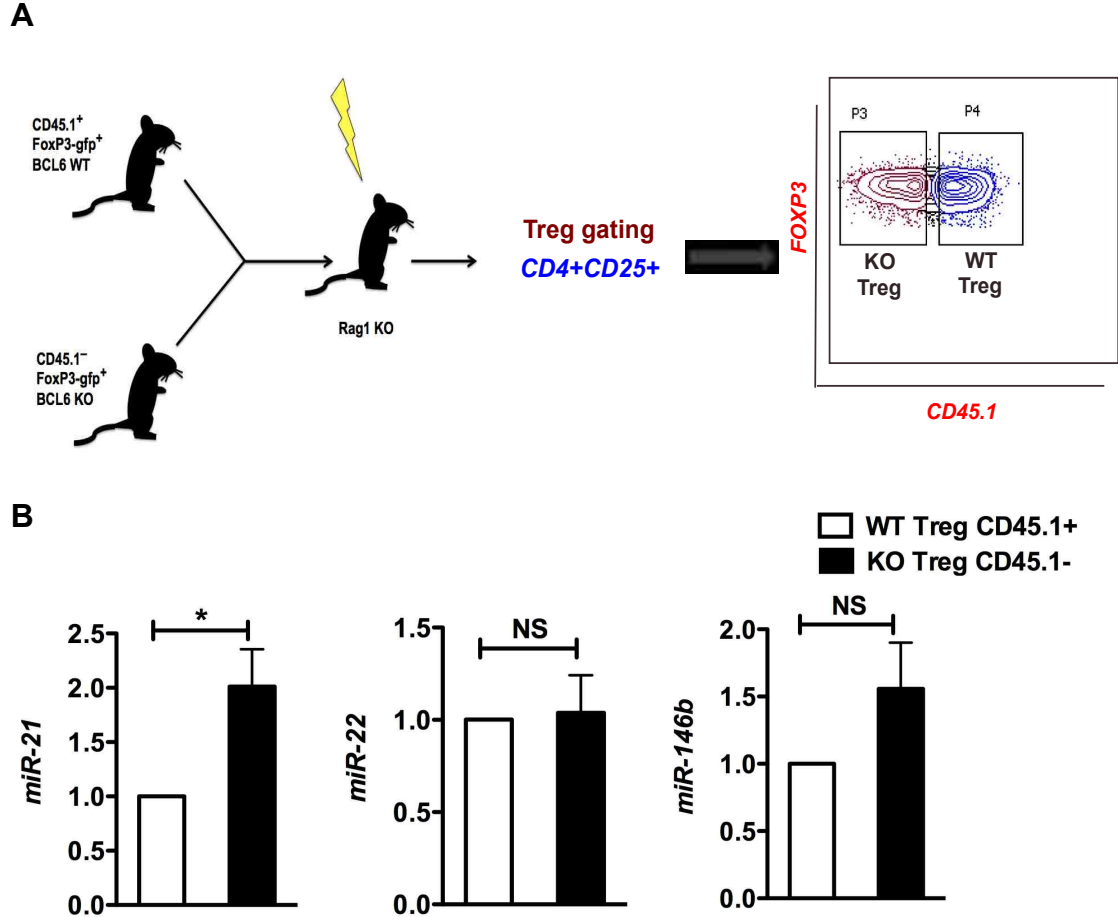 A
CD45.1+
FoxP3-gfp+
BCL6 WT
CD45.1−
FoxP3-gfp+
BCL6 KO
Rag1 KO
Treg gating
CD4+CD25+
FOXP3
P3
P4
KO
Treg
WT
Treg
CD45.1
B
WT Treg CD45.1+
KO Treg CD45.1-
miR-21
2.5
2.0
1.5
1.0
0.5
0.0
*
miR-22
1.5
1.0
0.5
0.0
NS
miR-146b
2.0
1.5
1.0
0.5
0.0
NS